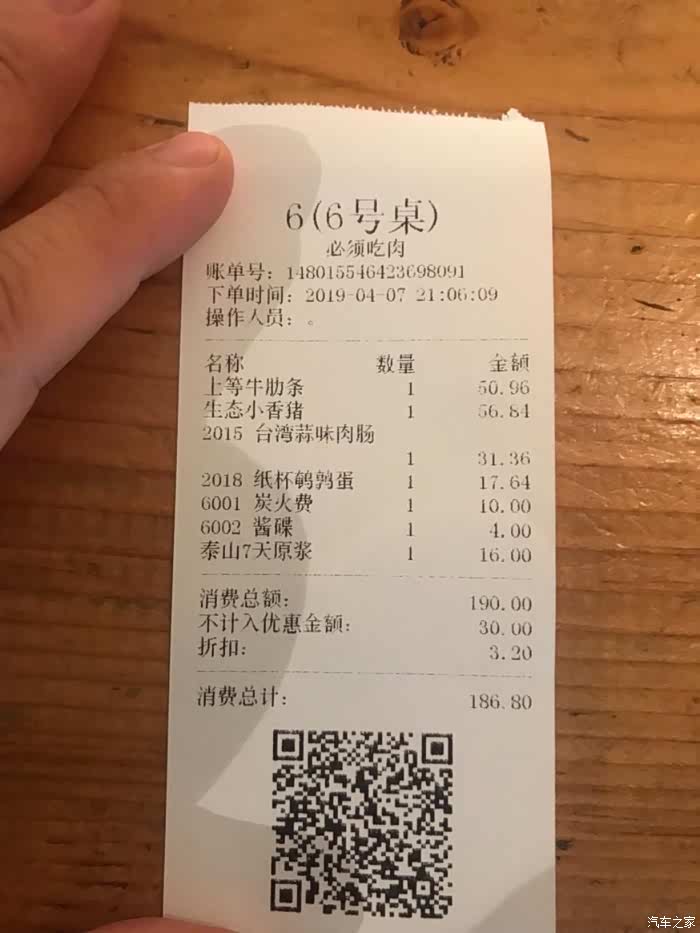 6(6号桌)
必须吃肉
账单号: 148015546423698091
下单时间: 2019-04-07 21:06:09
操作人员: 。
名称 数量 金额
上等牛肋条 1 50.96
生态小香猪 1 56.84
2015 台湾蒜味肉肠
1 31.36
2018 纸杯鹌鹑蛋 1 17.64
6001 炭火费 1 10.00
6002 酱碟 1 4.00
泰山7天原浆 1 16.00
消费总额: 190.00
不计入优惠金额: 30.00
折扣: 3.20
消费总计: 186.80
汽车之家